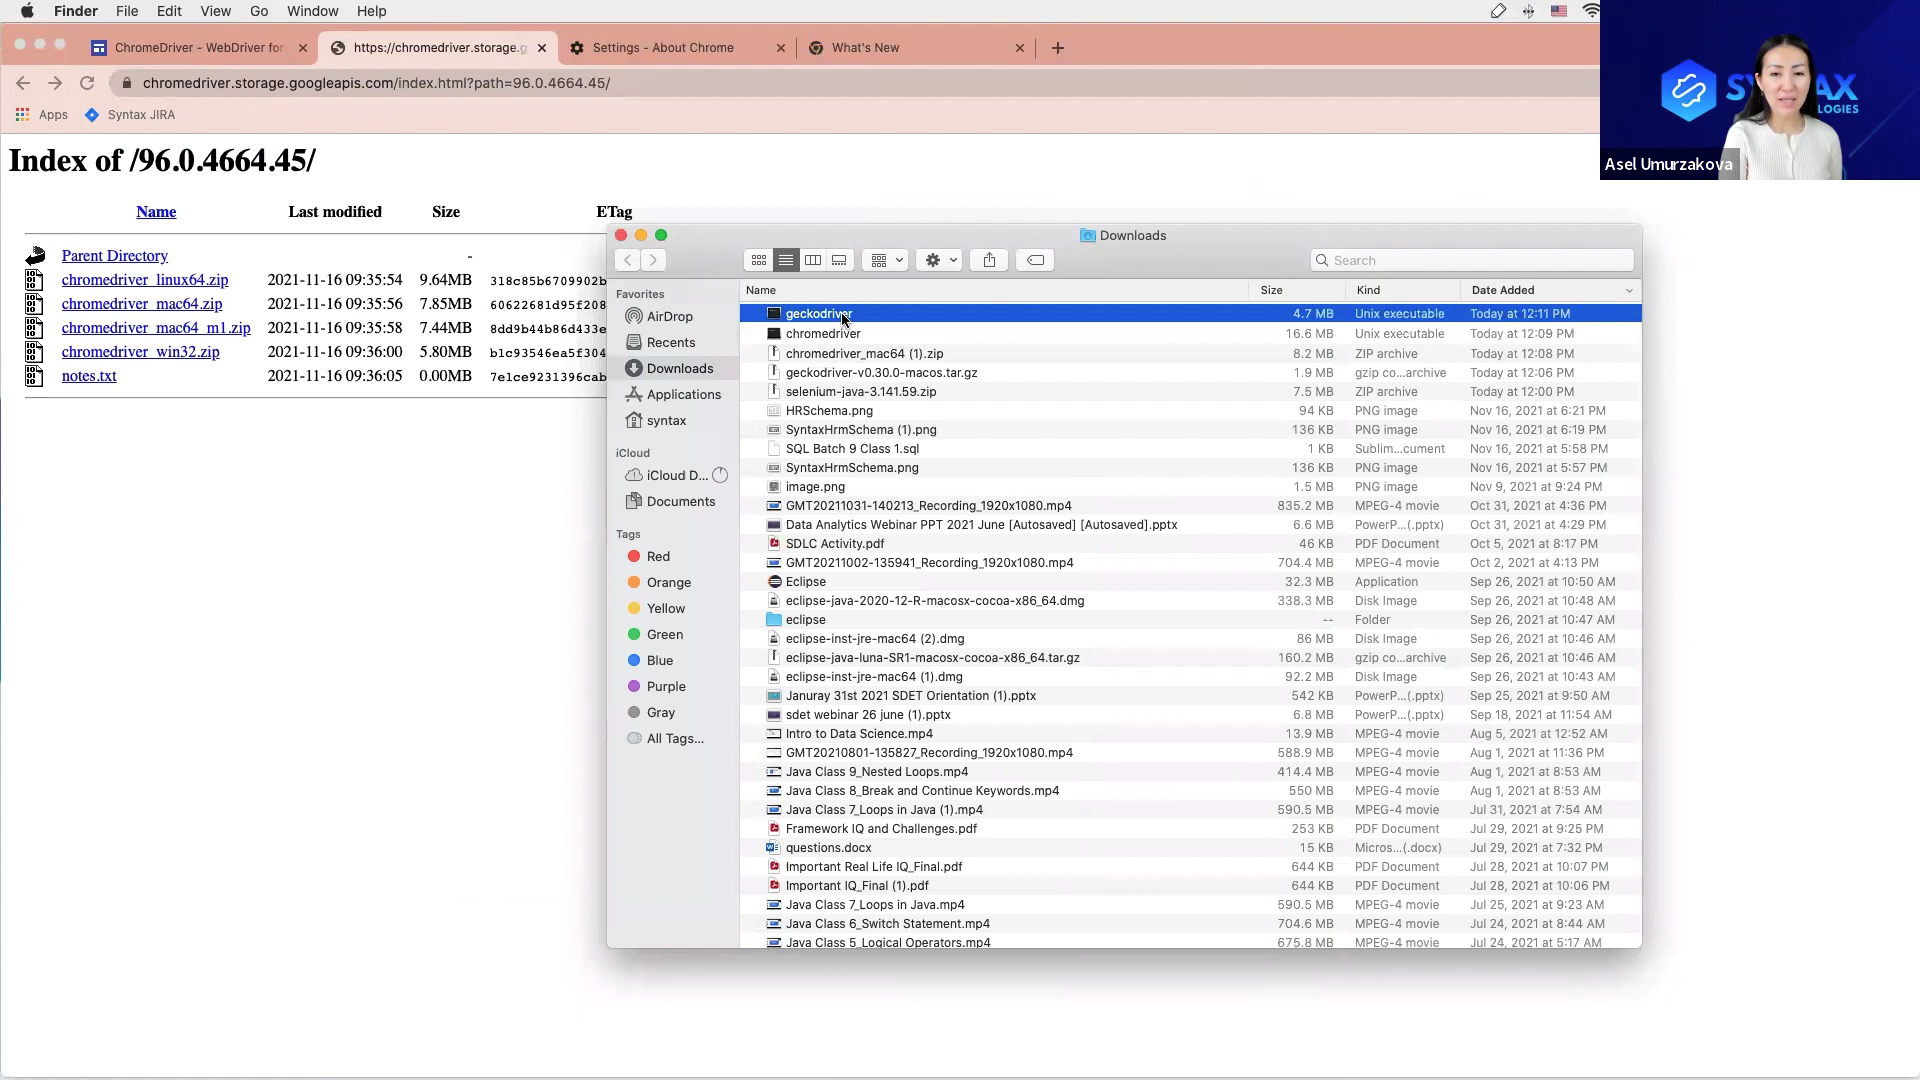 Finder File Edit View Go Window Help
ChromeDriver - WebDriver for
https://chromedriver.storage.g
Settings - About Chrome
What's New
chromedriver.storage.googleapis.com/index.html?path=96.0.4664.45/
Apps Syntax JIRA
Asel Umurzakova
Index of /96.0.4664.45/
Name Last modified Size ETag
Parent Directory -
chromedriver_linux64.zip 2021-11-16 09:35:54 9.64MB 318c85b6709902b
chromedriver_mac64.zip 2021-11-16 09:35:56 7.85MB 60622681d95f208
chromedriver_mac64_m1.zip 2021-11-16 09:35:58 7.44MB 8dd9b44b86d433e
chromedriver_win32.zip 2021-11-16 09:36:00 5.80MB b1c93546ea5f304
notes.txt 2021-11-16 09:36:05 0.00MB 7e1ce9231396cab
Downloads
Search
Favorites
AirDrop
Recents
Downloads
Applications
syntax
iCloud
iCloud D...
Documents
Tags
Red
Orange
Yellow
Green
Blue
Purple
Gray
All Tags...
Name Size Kind Date Added
geckodriver 4.7 MB Unix executable Today at 12:11 PM
chromedriver 16.6 MB Unix executable Today at 12:09 PM
chromedriver_mac64 (1).zip 8.2 MB ZIP archive Today at 12:08 PM
geckodriver-v0.30.0-macos.tar.gz 1.9 MB gzip co...archive Today at 12:06 PM
selenium-java-3.141.59.zip 7.5 MB ZIP archive Today at 12:00 PM
HRSchema.png 94 KB PNG image Nov 16, 2021 at 6:21 PM
SyntaxHrmSchema (1).png 136 KB PNG image Nov 16, 2021 at 6:19 PM
SQL Batch 9 Class 1.sql 1 KB Sublim...cument Nov 16, 2021 at 5:58 PM
SyntaxHrmSchema.png 136 KB PNG image Nov 16, 2021 at 5:57 PM
image.png 1.5 MB PNG image Nov 9, 2021 at 9:24 PM
GMT20211031-140213_Recording_1920x1080.mp4 835.2 MB MPEG-4 movie Oct 31, 2021 at 4:36 PM
Data Analytics Webinar PPT 2021 June [Autosaved] [Autosaved].pptx 6.6 MB PowerP...(.pptx) Oct 31, 2021 at 4:29 PM
SDLC Activity.pdf 46 KB PDF Document Oct 5, 2021 at 8:17 PM
GMT20211002-135941_Recording_1920x1080.mp4 704.4 MB MPEG-4 movie Oct 2, 2021 at 4:13 PM
Eclipse 32.3 MB Application Sep 26, 2021 at 10:50 AM
eclipse-java-2020-12-R-macosx-cocoa-x86_64.dmg 338.3 MB Disk Image Sep 26, 2021 at 10:48 AM
eclipse -- Folder Sep 26, 2021 at 10:47 AM
eclipse-inst-jre-mac64 (2).dmg 86 MB Disk Image Sep 26, 2021 at 10:46 AM
eclipse-java-luna-SR1-macosx-cocoa-x86_64.tar.gz 160.2 MB gzip co...archive Sep 26, 2021 at 10:46 AM
eclipse-inst-jre-mac64 (1).dmg 92.2 MB Disk Image Sep 26, 2021 at 10:43 AM
Januray 31st 2021 SDET Orientation (1).pptx 542 KB PowerP...(.pptx) Sep 25, 2021 at 9:50 AM
sdet webinar 26 june (1).pptx 6.8 MB PowerP...(.pptx) Sep 18, 2021 at 11:54 AM
Intro to Data Science.mp4 13.9 MB MPEG-4 movie Aug 5, 2021 at 12:52 AM
GMT20210801-135827_Recording_1920x1080.mp4 588.9 MB MPEG-4 movie Aug 1, 2021 at 11:36 PM
Java Class 9_Nested Loops.mp4 414.4 MB MPEG-4 movie Aug 1, 2021 at 8:53 AM
Java Class 8_Break and Continue Keywords.mp4 550 MB MPEG-4 movie Aug 1, 2021 at 8:53 AM
Java Class 7_Loops in Java (1).mp4 590.5 MB MPEG-4 movie Jul 31, 2021 at 7:54 AM
Framework IQ and Challenges.pdf 253 KB PDF Document Jul 29, 2021 at 9:25 PM
questions.docx 15 KB Micros...(.docx) Jul 29, 2021 at 7:32 PM
Important Real Life IQ_Final.pdf 644 KB PDF Document Jul 28, 2021 at 10:07 PM
Important IQ_Final (1).pdf 644 KB PDF Document Jul 28, 2021 at 10:06 PM
Java Class 7_Loops in Java.mp4 590.5 MB MPEG-4 movie Jul 25, 2021 at 9:23 AM
Java Class 6_Switch Statement.mp4 704.6 MB MPEG-4 movie Jul 24, 2021 at 8:44 AM
Java Class 5_Logical Operators.mp4 675.8 MB MPEG-4 movie Jul 24, 2021 at 5:17 AM